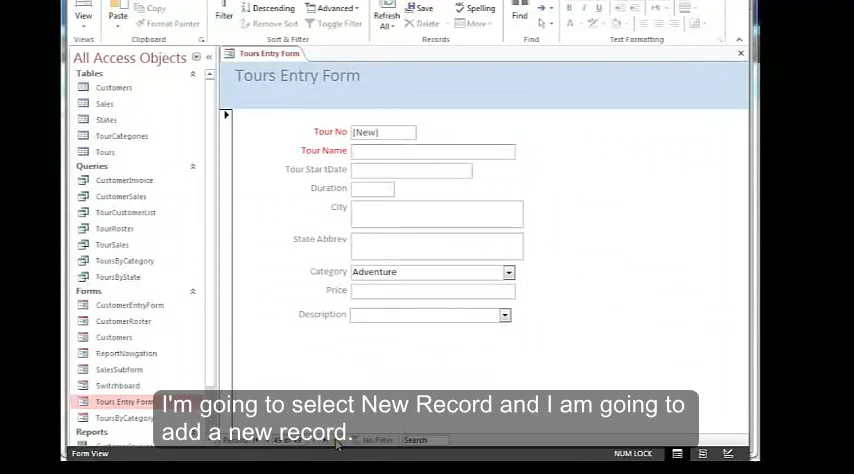 View
Paste
Copy
Format Painter
Filter
Descending
Remove Sort
Advanced
Toggle Filter
Refresh
All
Save
Delete
Spelling
More
Find
B I U
Views
Clipboard
Sort & Filter
Records
Find
Text Formatting
All Access Objects
Tables
Customers
Sales
States
TourCategories
Tours
Queries
CustomerInvoice
CustomerSales
TourCustomerList
TourRoster
TourSales
ToursByCategory
ToursByState
Forms
CustomerEntryForm
CustomerRoster
Customers
ReportNavigation
SalesSubform
Switchboard
Tours Entry Form
ToursByCategory
Reports
Tours Entry Form
Tours Entry Form
Tour No (New)
Tour Name
Tour StartDate
Duration
City
State Abbrev
Category Adventure
Price
Description
I'm going to select New Record and I am going to
add a new record.
No Filter Search
Form View NUM LOCK